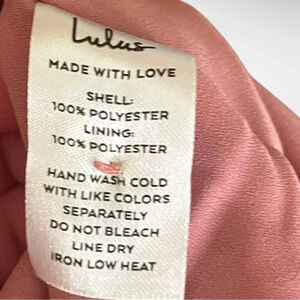 Lulus
MADE WITH LOVE
SHELL:
100% POLYESTER
LINING:
100% POLYESTER
HAND WASH COLD
WITH LIKE COLORS
SEPARATELY
DO NOT BLEACH
LINE DRY
IRON LOW HEAT